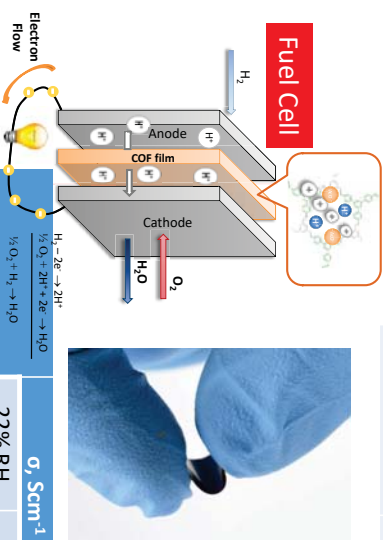 Fuel Cell
H₂
H⁺
H⁺
H⁺
Anode
H⁺
H⁺
H⁺
COF film
Cathode
O₂
H₂O
Electron
Flow
H₂ – 2e⁻ → 2H⁺
½ O₂ + 2H⁺ + 2e⁻ → H₂O
½ O₂ + H₂ → H₂O
σ, Scm⁻¹
22% RH